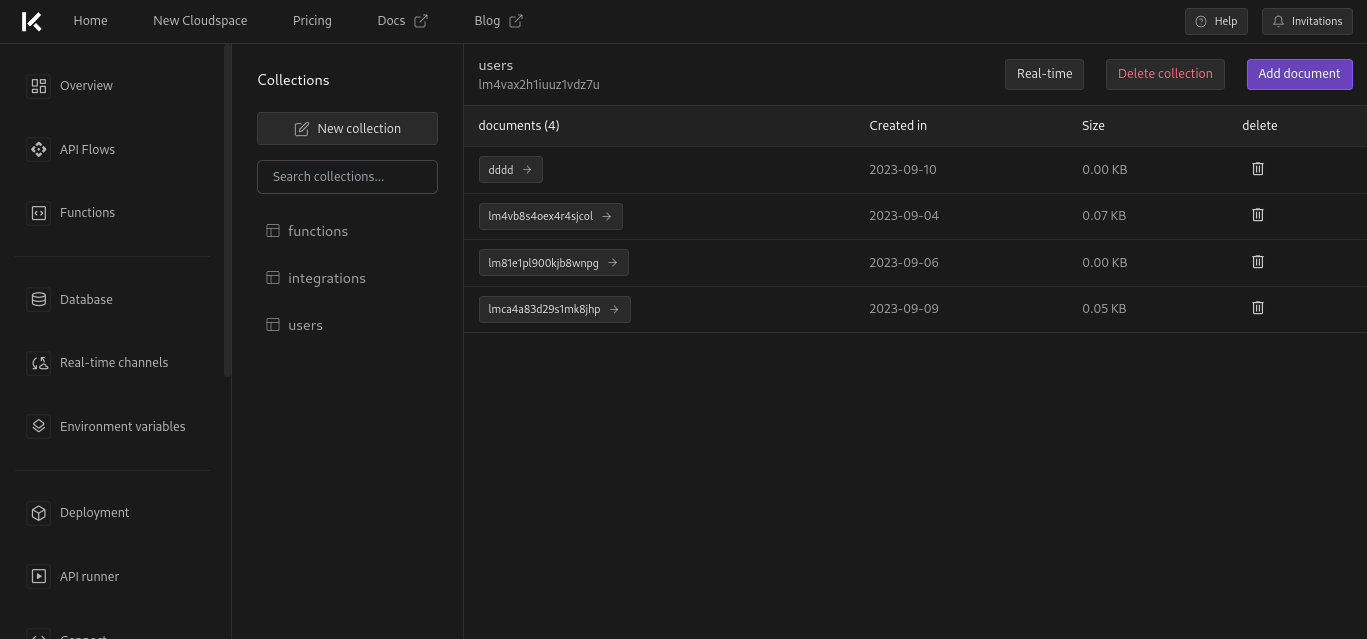 Home New Cloudspace Pricing Docs Blog Help Invitations
Overview
API Flows
Functions
Database
Real-time channels
Environment variables
Deployment
API runner
Connect
Collections
New collection
Search collections...
functions
integrations
users
users
lm4vax2h1iuuz1vdz7u
Real-time Delete collection Add document
documents (4) Created in Size delete
dddd 2023-09-10 0.00 KB
lm4vb8s4oex4r4sjcol 2023-09-04 0.07 KB
lm81e1pl900kjb8wnpg 2023-09-06 0.00 KB
lmca4a83d29s1mk8jhp 2023-09-09 0.05 KB